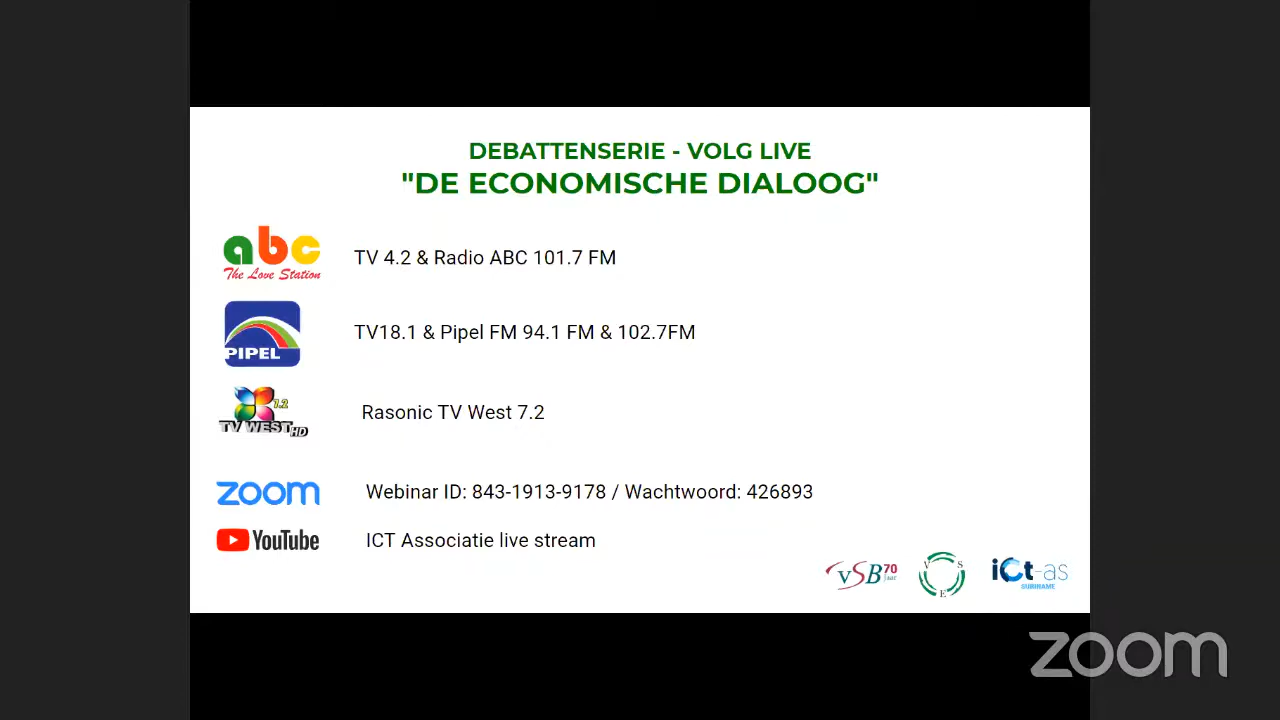 DEBATTENSERIE - VOLG LIVE
"DE ECONOMISCHE DIALOOG"
abc
The Love Station
TV 4.2 & Radio ABC 101.7 FM
PIPEL
TV18.1 & Pipel FM 94.1 FM & 102.7FM
7.2
TV WEST HD
Rasonic TV West 7.2
zoom
Webinar ID: 843-1913-9178 / Wachtwoord: 426893
YouTube
ICT Associatie live stream
VSB 70 Jaar
V S E
ict-as
SURINAME
zoom